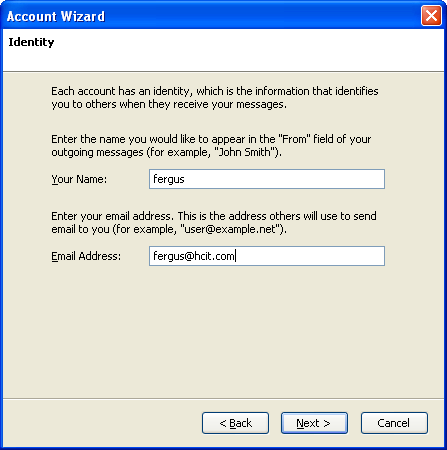 Account Wizard
Identity
Each account has an identity, which is the information that identifies
you to others when they receive your messages.
Enter the name you would like to appear in the "From" field of your
outgoing messages (for example, "John Smith").
Your Name: fergus
Enter your email address. This is the address others will use to send
email to you (for example, "user@example.net").
Email Address: fergus@hcit.com
< Back Next > Cancel